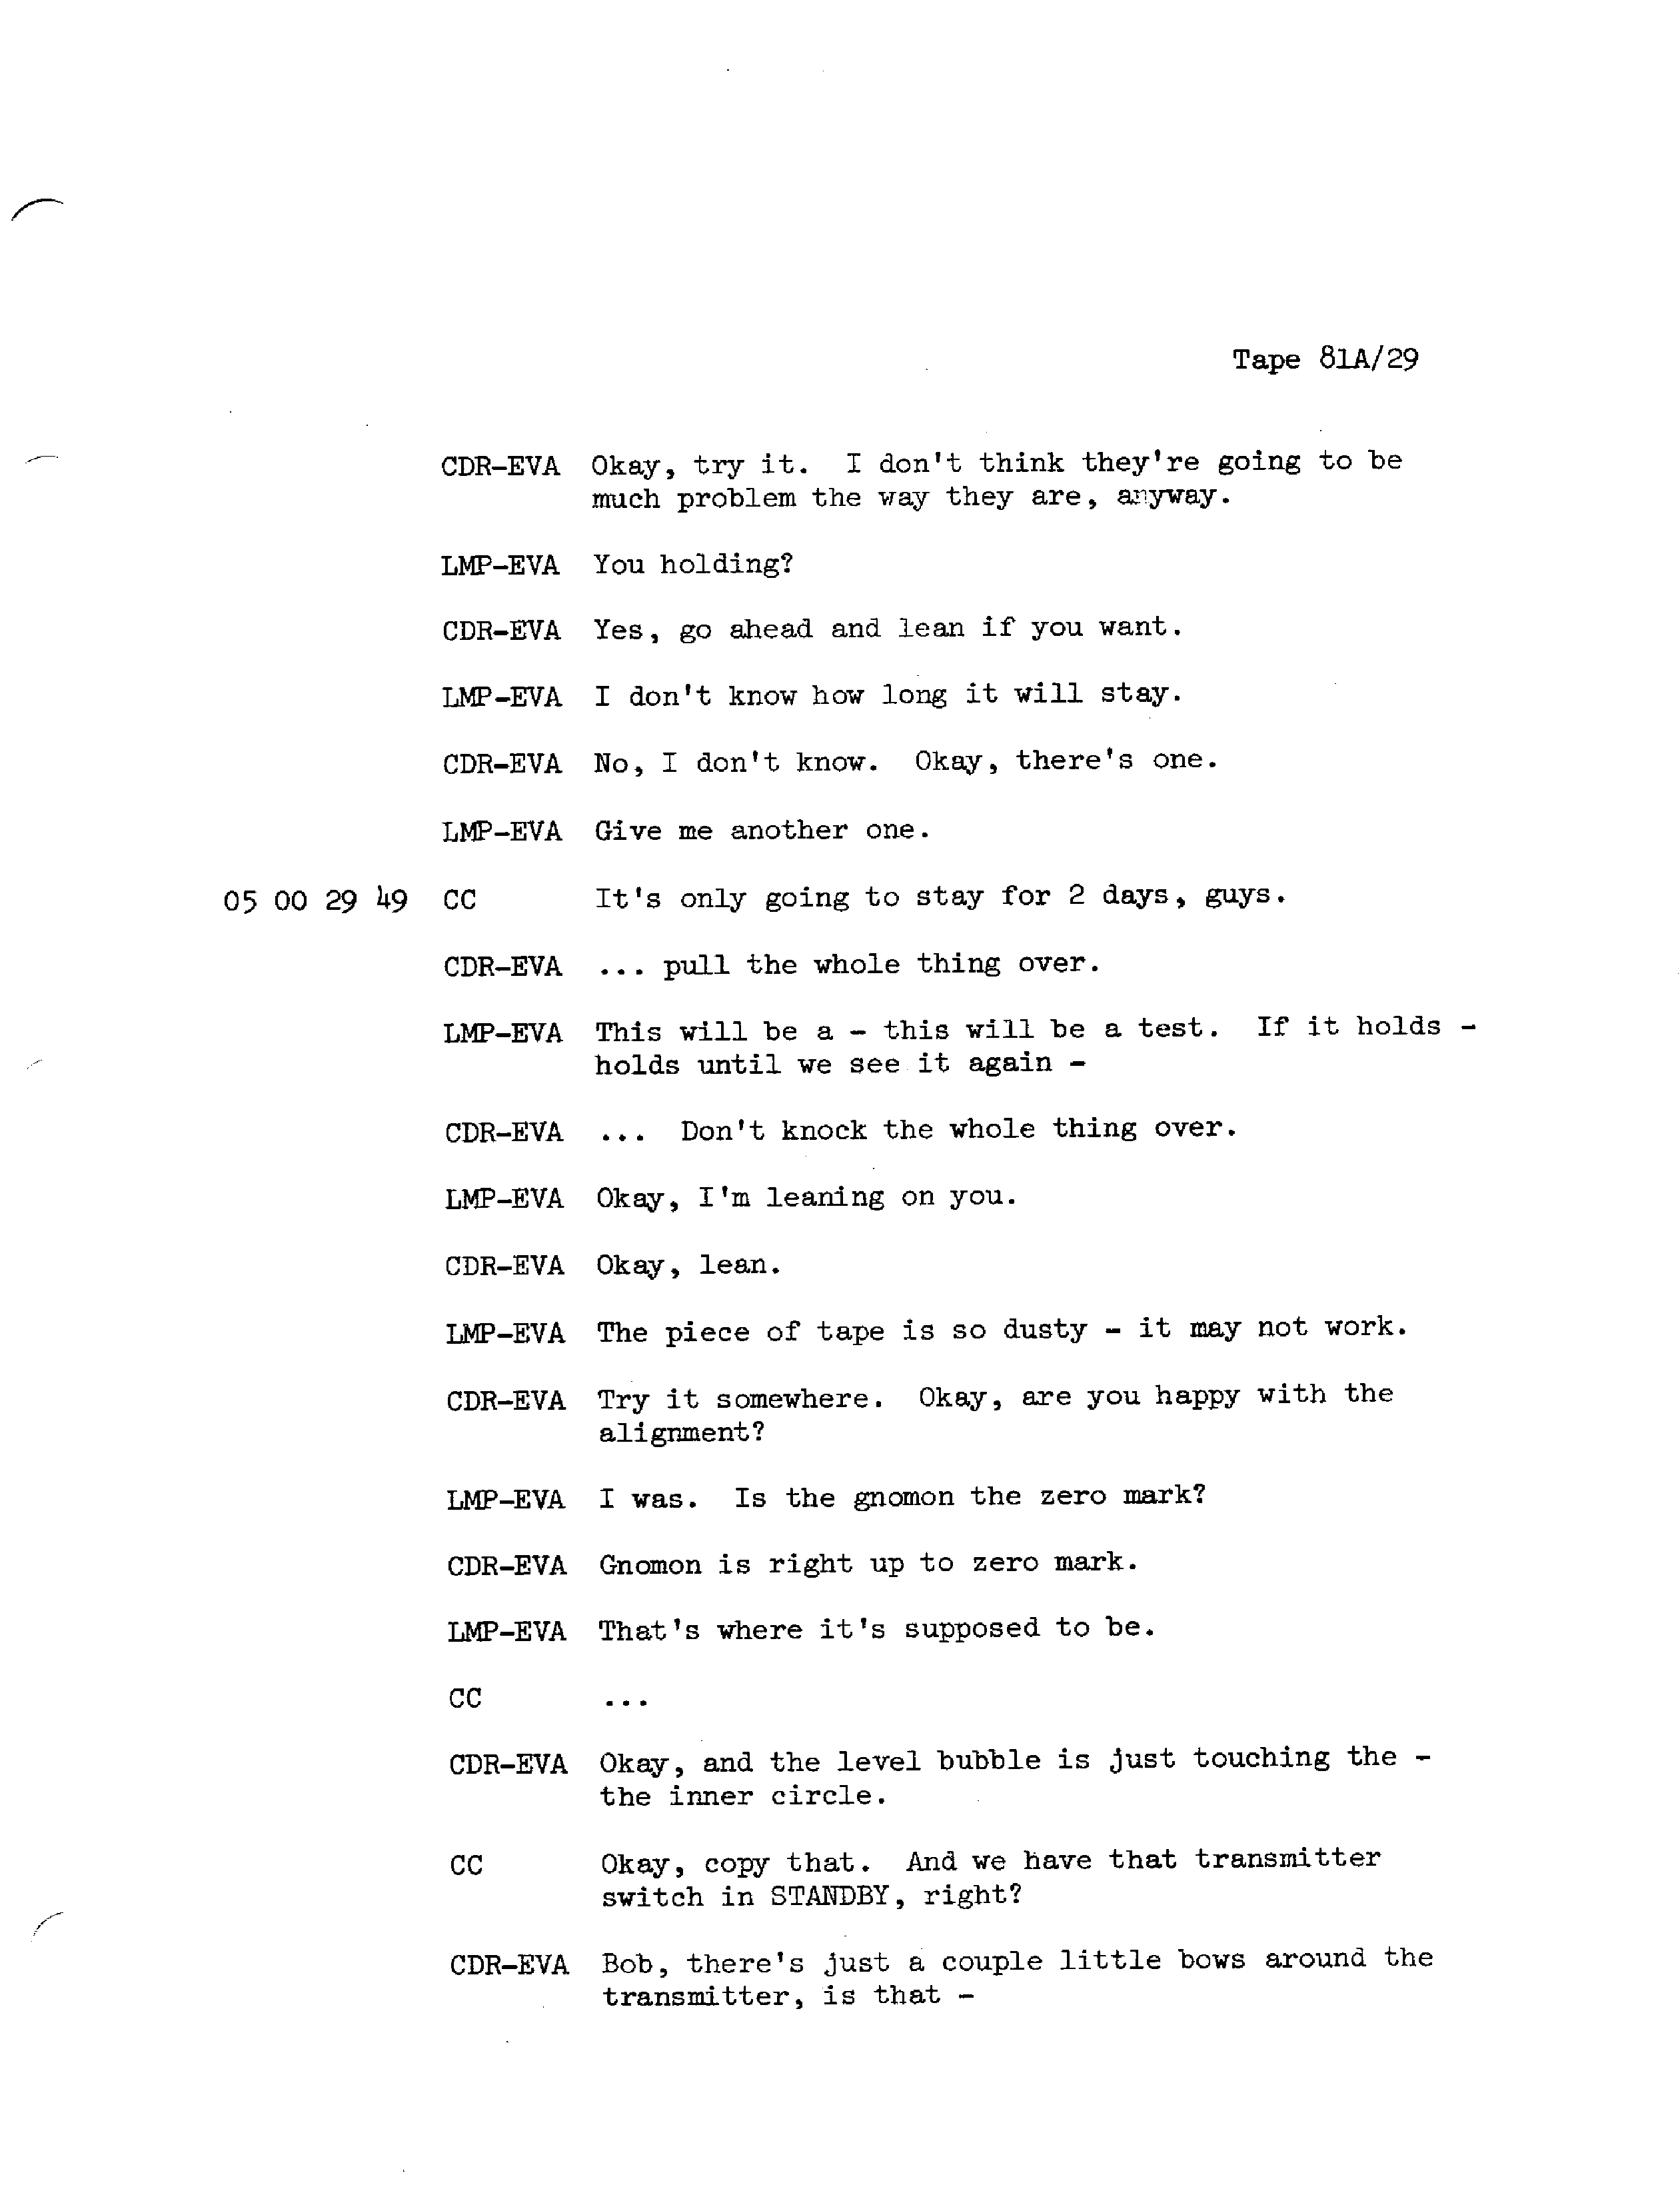 Tape 81A/29
CDR-EVA Okay, try it. I don't think they're going to be
much problem the way they are, anyway.
LMP-EVA You holding?
CDR-EVA Yes, go ahead and lean if you want.
LMP-EVA I don't know how long it will stay.
CDR-EVA No, I don't know. Okay, there's one.
LMP-EVA Give me another one.
05 00 29 49 CC It's only going to stay for 2 days, guys.
CDR-EVA ... pull the whole thing over.
LMP-EVA This will be a - this will be a test. If it holds -
holds until we see it again -
CDR-EVA ... Don't knock the whole thing over.
LMP-EVA Okay, I'm leaning on you.
CDR-EVA Okay, lean.
LMP-EVA The piece of tape is so dusty - it may not work.
CDR-EVA Try it somewhere. Okay, are you happy with the
alignment?
LMP-EVA I was. Is the gnomon the zero mark?
CDR-EVA Gnomon is right up to zero mark.
LMP-EVA That's where it's supposed to be.
CC ...
CDR-EVA Okay, and the level bubble is just touching the -
the inner circle.
CC Okay, copy that. And we have that transmitter
switch in STANDBY, right?
CDR-EVA Bob, there's just a couple little bows around the
transmitter, is that -